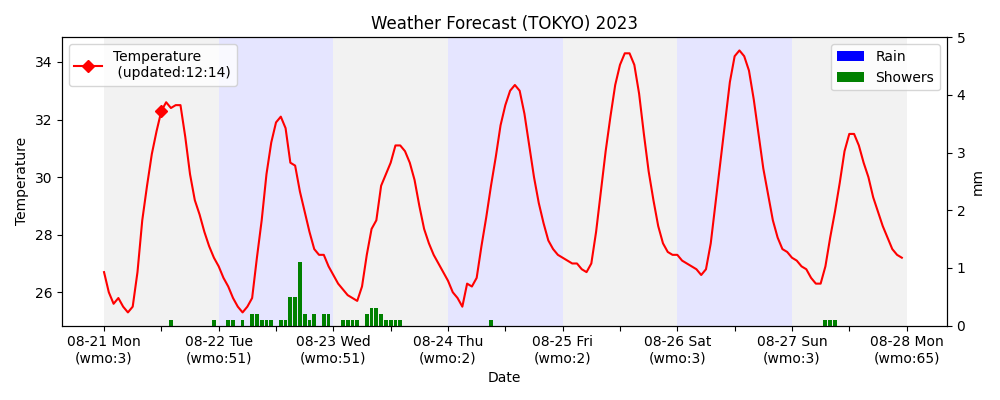 Weather Forecast (TOKYO) 2023
Temperature
(updated:12:14)
Rain
Showers
34
32
30
28
26
Temperature
5
4
3
2
1
0
mm
08-21 Mon 08-22 Tue 08-23 Wed 08-24 Thu 08-25 Fri 08-26 Sat 08-27 Sun 08-28 Mon
(wmo:3) (wmo:51) (wmo:51) (wmo:2) (wmo:2) (wmo:3) (wmo:3) (wmo:65)
Date